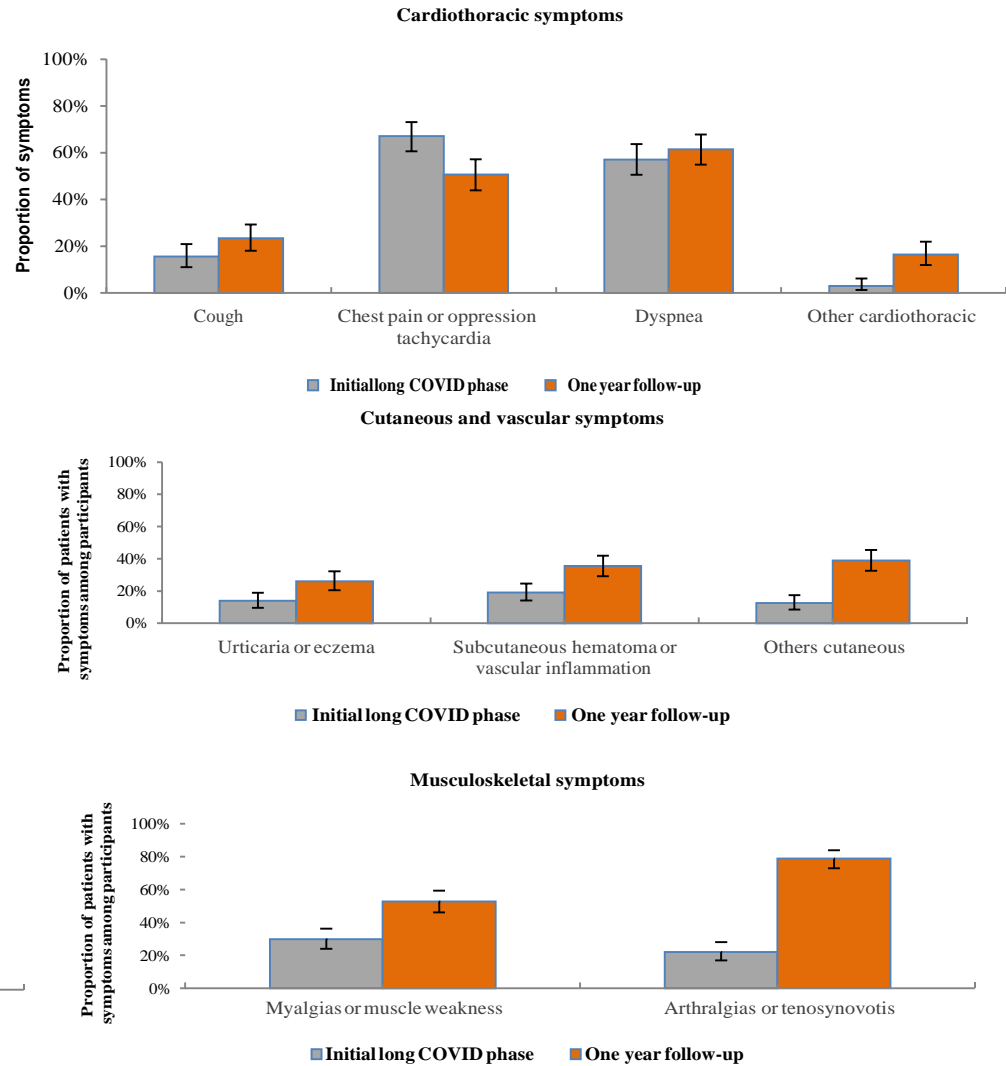 Cardiothoracic symptoms
Proportion of symptoms
100%
80%
60%
40%
20%
0%
Cough
Chest pain or oppression
tachycardia
Dyspnea
Other cardiothoracic
Initial long COVID phase
One year follow-up
Cutaneous and vascular symptoms
Proportion of patients with
symptoms among participants
100%
80%
60%
40%
20%
0%
Urticaria or eczema
Subcutaneous hematoma or
vascular inflammation
Others cutaneous
Initial long COVID phase
One year follow-up
Musculoskeletal symptoms
Proportion of patients with
symptoms among participants
100%
80%
60%
40%
20%
0%
Myalgias or muscle weakness
Arthralgias or tenosynovotis
Initial long COVID phase
One year follow-up